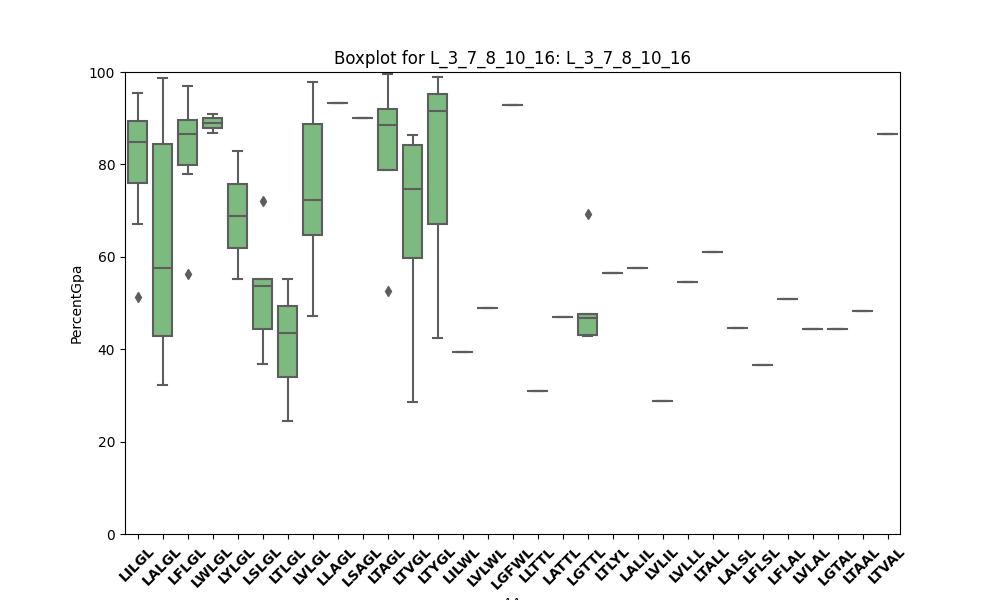 Boxplot for L_3_7_8_10_16: L_3_7_8_10_16
PercentGpa
100
80
60
40
20
0
LILGL
LALGL
LFLGL
LWLGL
LYLGL
LSLGL
LTLGL
LVLGL
LLAGL
LSAGL
LTAGL
LTVGL
LTYGL
LILWL
LVLWL
LGFWL
LLTTL
LATTL
LGTTL
LTLYL
LALIL
LVLIL
LVLLL
LTALL
LALSL
LFLSL
LFLAL
LVLAL
LGTAL
LTAAL
LTVAL